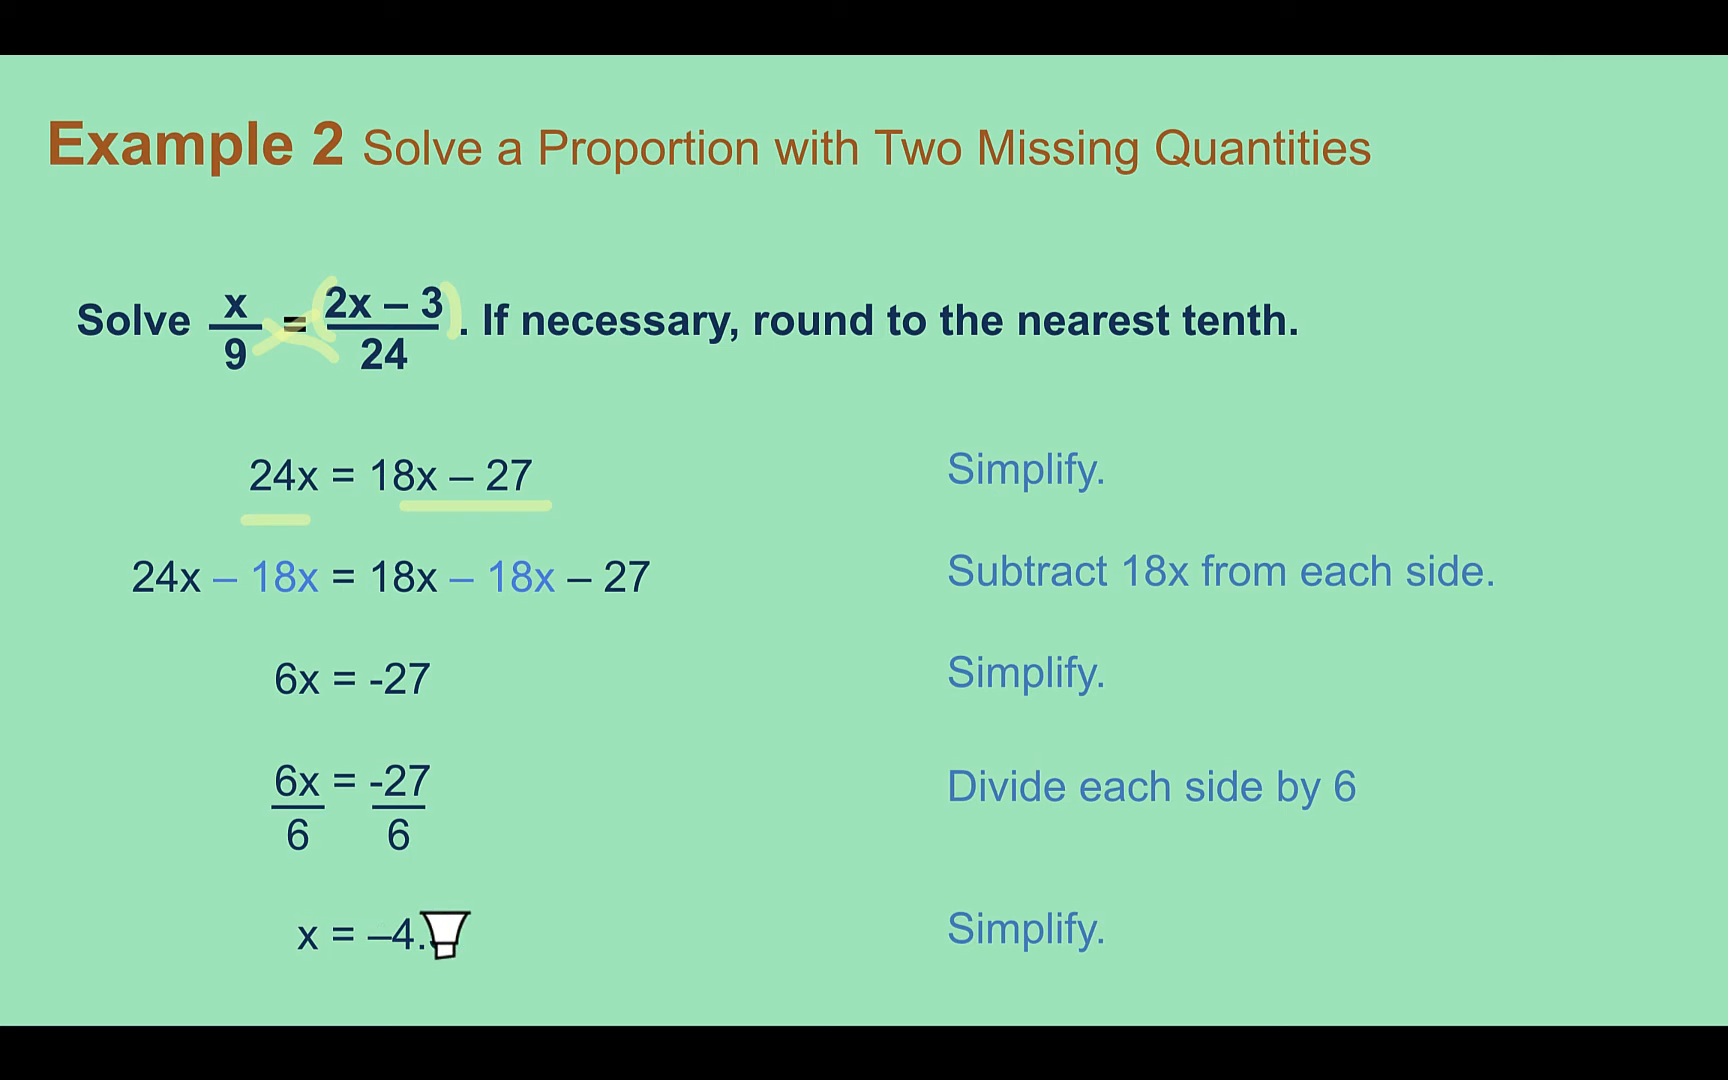 Example 2 Solve a Proportion with Two Missing Quantities
Solve x/9 = (2x – 3)/24. If necessary, round to the nearest tenth.
24x = 18x – 27 Simplify.
24x – 18x = 18x – 18x – 27 Subtract 18x from each side.
6x = -27 Simplify.
6x/6 = -27/6 Divide each side by 6
x = –4. Simplify.